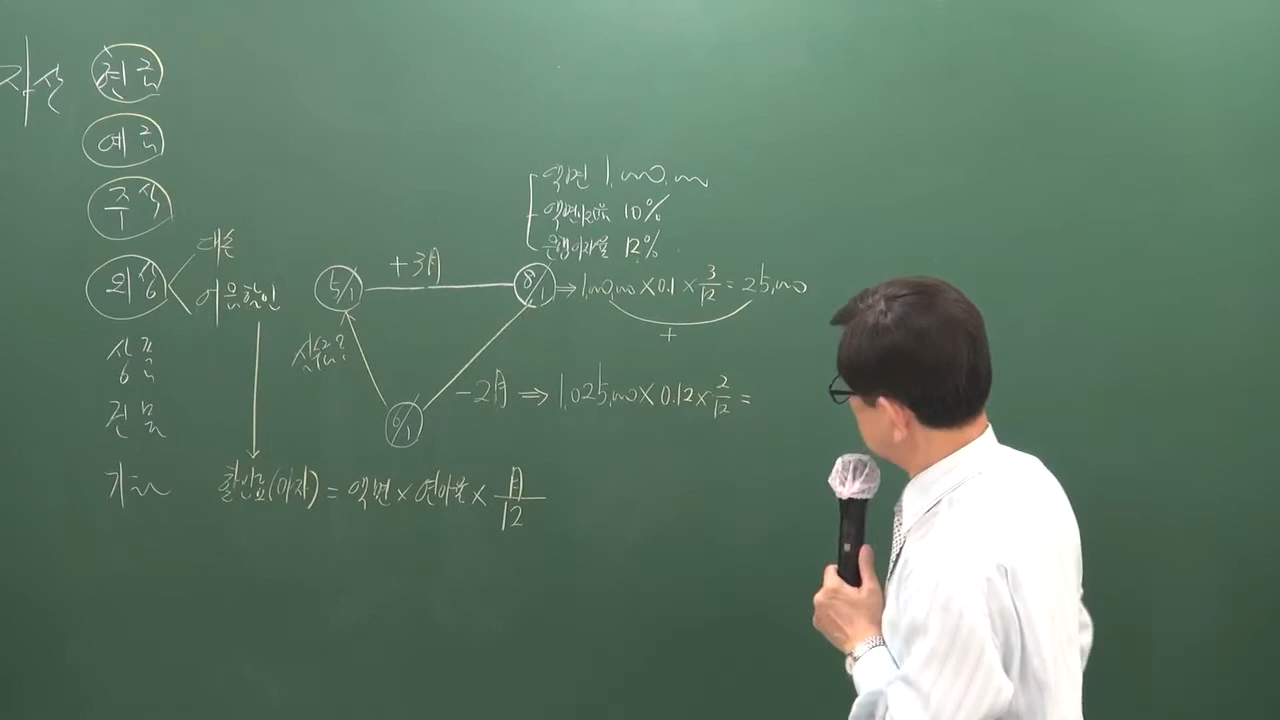 자산
현금
예금
주식
외상
대손
어음할인
상품
건물
기타
액면 1,000,000
액면이자율 10%
은행이자율 12%
5/1
+3月
8/1
⇒ 1,000,000 × 0.1 × 3/12 = 25,000
+
실수금?
6/1
-2月 ⇒ 1,025,000 × 0.12 × 2/12 =
할인료(이자) = 액면 × 연이율 × 月/12